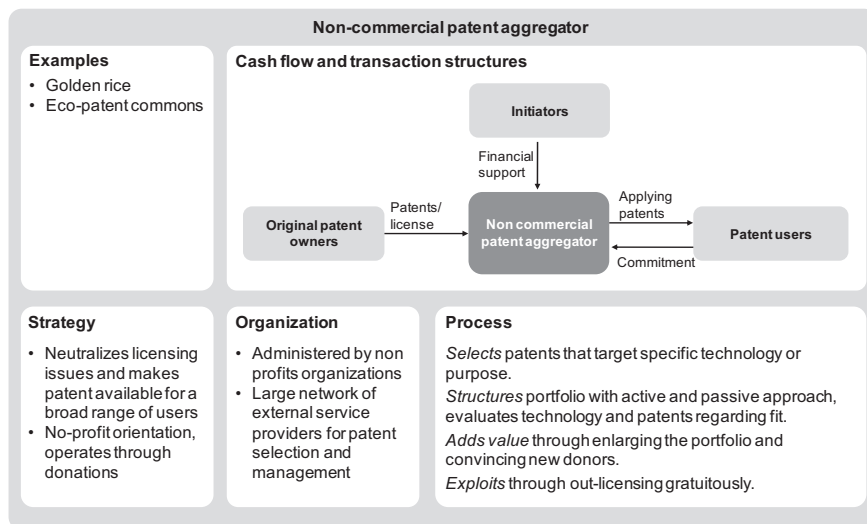 Non-commercial patent aggregator
Examples
• Golden rice
• Eco-patent commons
Cash flow and transaction structures
Initiators
Financial
support
Patents/
license
Original patent
owners
Non commercial
patent aggregator
Applying
patents
Commitment
Patent users
Strategy
• Neutralizes licensing
issues and makes
patent available for a
broad range of users
• No-profit orientation,
operates through
donations
Organization
• Administered by non
profits organizations
• Large network of
external service
providers for patent
selection and
management
Process
Selects patents that target specific technology or
purpose.
Structures portfolio with active and passive approach,
evaluates technology and patents regarding fit.
Adds value through enlarging the portfolio and
convincing new donors.
Exploits through out-licensing gratuitously.